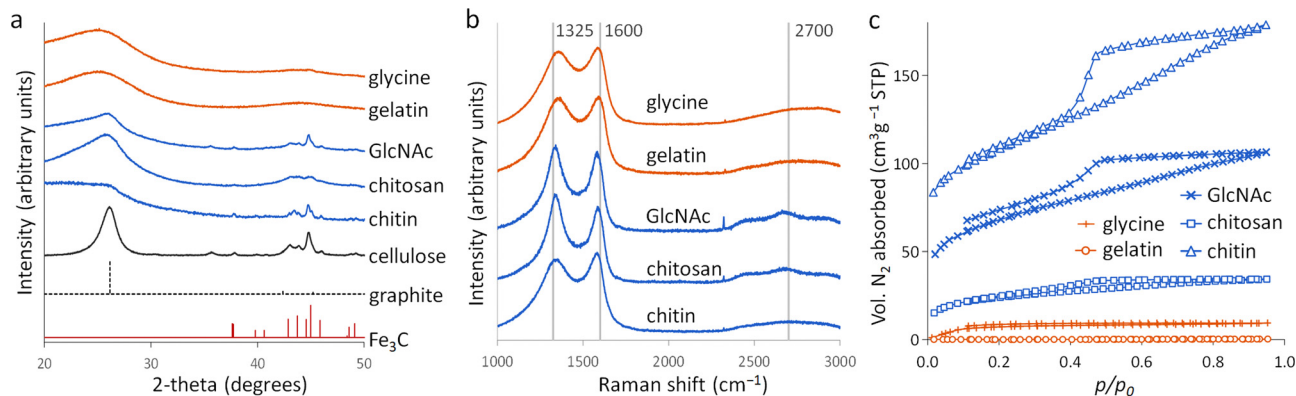 a
Intensity (arbitrary units)
glycine
gelatin
GlcNAc
chitosan
chitin
cellulose
graphite
Fe₃C
20
30
40
50
2-theta (degrees)
b
1325
1600
2700
Intensity (arbitrary units)
glycine
gelatin
GlcNAc
chitosan
chitin
1000
1500
2000
2500
3000
Raman shift (cm⁻¹)
c
Vol. N₂ absorbed (cm³g⁻¹ STP)
150
100
50
0
GlcNAc
glycine
chitosan
gelatin
chitin
0.0
0.2
0.4
0.6
0.8
1.0
p/p₀